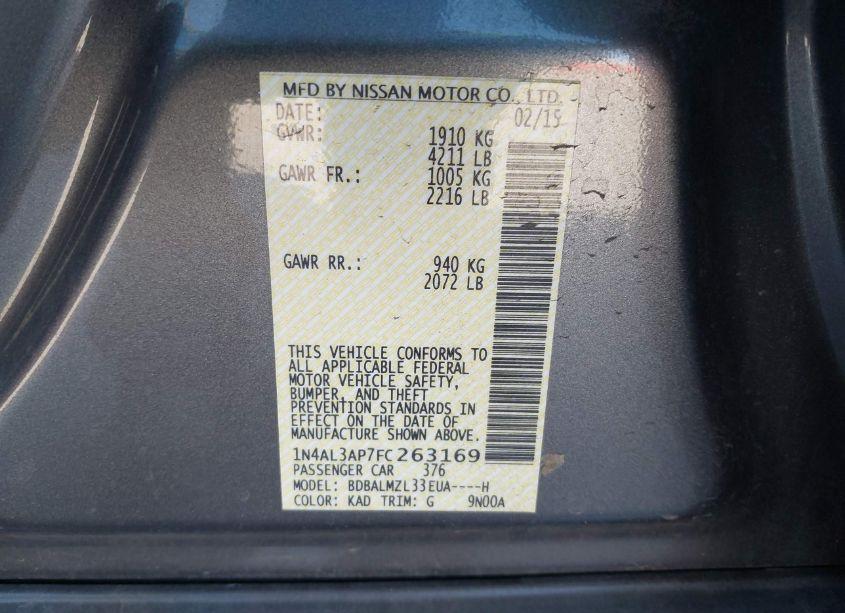 MFD BY NISSAN MOTOR CO., LTD.
DATE: 02/15
GVWR: 1910 KG
4211 LB
GAWR FR.: 1005 KG
2216 LB
GAWR RR.: 940 KG
2072 LB
THIS VEHICLE CONFORMS TO
ALL APPLICABLE FEDERAL
MOTOR VEHICLE SAFETY,
BUMPER, AND THEFT
PREVENTION STANDARDS IN
EFFECT ON THE DATE OF
MANUFACTURE SHOWN ABOVE.
1N4AL3AP7FC263169
PASSENGER CAR 376
MODEL: BDBALMZL33EUA----H
COLOR: KAD TRIM: G 9N00A